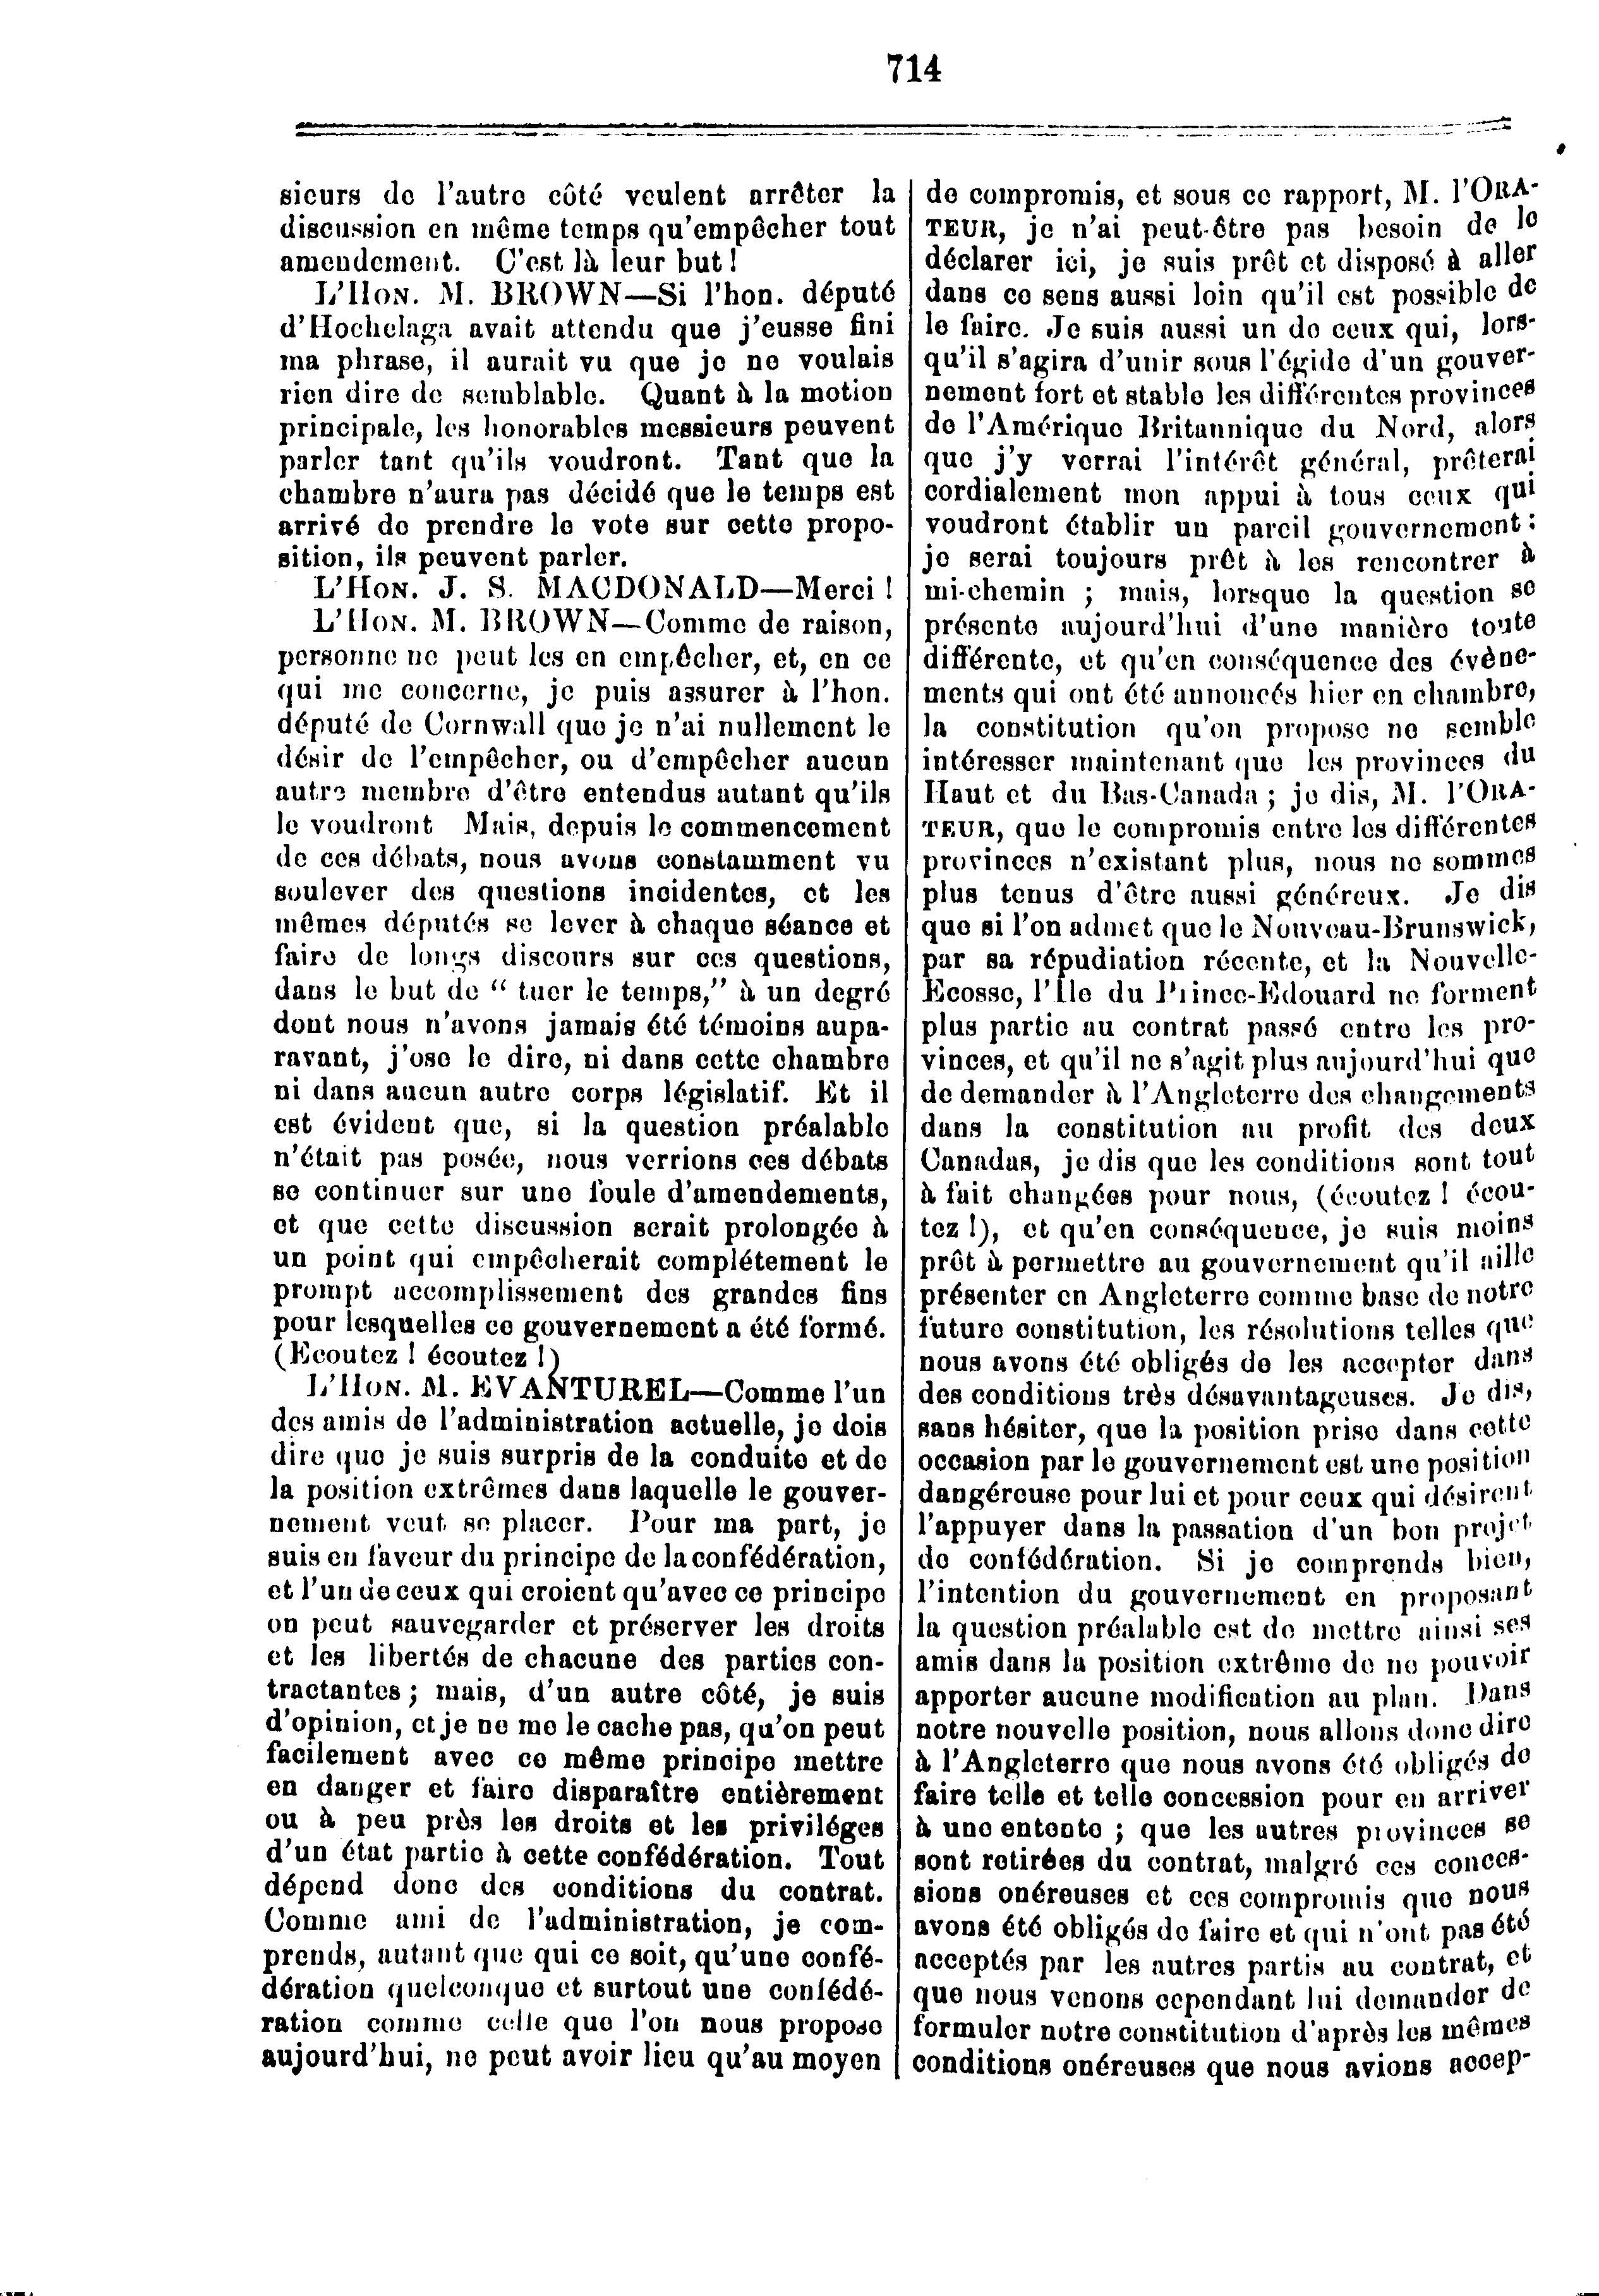 714
sieurs de l'autre côté veulent arrêter la
discussion en même temps qu'empêcher tout
amendement. C'est là leur but !
L'HON. M. BROWN—Si l'hon. député
d'Hochelaga avait attendu que j'eusse fini
ma phrase, il aurait vu que je ne voulais
rien dire de semblable. Quant à la motion
principale, les honorables messieurs peuvent
parler tant qu'ils voudront. Tant que la
chambre n'aura pas décidé que le temps est
arrivé de prendre le vote sur cette propo-
sition, ils peuvent parler.
L'HON. J. S. MACDONALD—Merci !
L'HON. M. BROWN—Comme de raison,
personne ne peut les en empêcher, et, en ce
qui me concerne, je puis assurer à l'hon.
député de Cornwall que je n'ai nullement le
désir de l'empêcher, ou d'empêcher aucun
autre membre d'être entendus autant qu'ils
le voudront Mais, depuis le commencement
de ces débats, nous avons constamment vu
soulever des questions incidentes, et les
mêmes députés se lever à chaque séance et
faire de longs discours sur ces questions,
dans le but de “ tuer le temps,” à un degré
dont nous n'avons jamais été témoins aupa-
ravant, j'ose le dire, ni dans cette chambre
ni dans aucun autre corps législatif. Et il
est évident que, si la question préalable
n'était pas posée, nous verrions ces débats
se continuer sur une foule d'amendements,
et que cette discussion serait prolongée à
un point qui empêcherait complétement le
prompt accomplissement des grandes fins
pour lesquelles ce gouvernement a été formé.
(Ecoutez ! écoutez !)
L'HON. M. EVANTUREL—Comme l'un
des amis de l'administration actuelle, je dois
dire que je suis surpris de la conduite et de
la position extrêmes dans laquelle le gouver-
nement veut se placer. Pour ma part, je
suis en faveur du principe de la confédération,
et l'un de ceux qui croient qu'avec ce principe
on peut sauvegarder et préserver les droits
et les libertés de chacune des parties con-
tractantes ; mais, d'un autre côté, je suis
d'opinion, et je ne me le cache pas, qu'on peut
facilement avec ce même principe mettre
en danger et faire disparaître entièrement
ou à peu près les droits et les priviléges
d'un état partie à cette confédération. Tout
dépend donc des conditions du contrat.
Comme ami de l'administration, je com-
prends, autant que qui ce soit, qu'une confé-
dération quelconque et surtout une confédé-
ration comme celle que l'on nous propose
aujourd'hui, ne peut avoir lieu qu'au moyen
de compromis, et sous ce rapport, M. l'ORA-
TEUR, je n'ai peut-être pas besoin de le
déclarer ici, je suis prêt et disposé à aller
dans ce sens aussi loin qu'il est possible de
le faire. Je suis aussi un de ceux qui, lors-
qu'il s'agira d'unir sous l'égide d'un gouver-
nement fort et stable les différentes provinces
de l'Amérique Britannique du Nord, alors
que j'y verrai l'intérêt général, prêterai
cordialement mon appui à tous ceux qui
voudront établir un pareil gouvernement :
je serai toujours prêt à les rencontrer à
mi-chemin ; mais, lorsque la question se
présente aujourd'hui d'une manière toute
différente, et qu'en conséquence des évène-
ments qui ont été annoncés hier en chambre,
la constitution qu'on propose ne semble
intéresser maintenant que les provinces du
Haut et du Bas-Canada ; je dis, M. l'ORA-
TEUR, que le compromis entre les différentes
provinces n'existant plus, nous ne sommes
plus tenus d'être aussi généreux. Je dis
que si l'on admet que le Nouveau-Brunswick,
par sa répudiation récente, et la Nouvelle-
Ecosse, l'Ile du Prince-Edouard ne forment
plus partie au contrat passé entre les pro-
vinces, et qu'il ne s'agit plus aujourd'hui que
de demander à l'Angleterre des changements
dans la constitution au profit des deux
Canadas, je dis que les conditions sont tout
à fait changées pour nous, (écoutez ! écou-
tez !), et qu'en conséquence, je suis moins
prêt à permettre au gouvernement qu'il aille
présenter en Angleterre comme base de notre
future constitution, les résolutions telles que
nous avons été obligés de les accepter dans
des conditions très désavantageuses. Je dis,
sans hésiter, que la position prise dans cette
occasion par le gouvernement est une position
dangéreuse pour lui et pour ceux qui désirent
l'appuyer dans la passation d'un bon projet
de confédération. Si je comprends bien,
l'intention du gouvernement en proposant
la question préalable est de mettre ainsi ses
amis dans la position extrême de ne pouvoir
apporter aucune modification au plan. Dans
notre nouvelle position, nous allons donc dire
à l'Angleterre que nous avons été obligés de
faire telle et telle concession pour en arriver
à une entente ; que les autres provinces se
sont retirées du contrat, malgré ces conces-
sions onéreuses et ces compromis que nous
avons été obligés de faire et qui n'ont pas été
acceptés par les autres partis au contrat, et
que nous venons cependant lui demander de
formuler notre constitution d'après les mêmes
conditions onéreuses que nous avions accep-